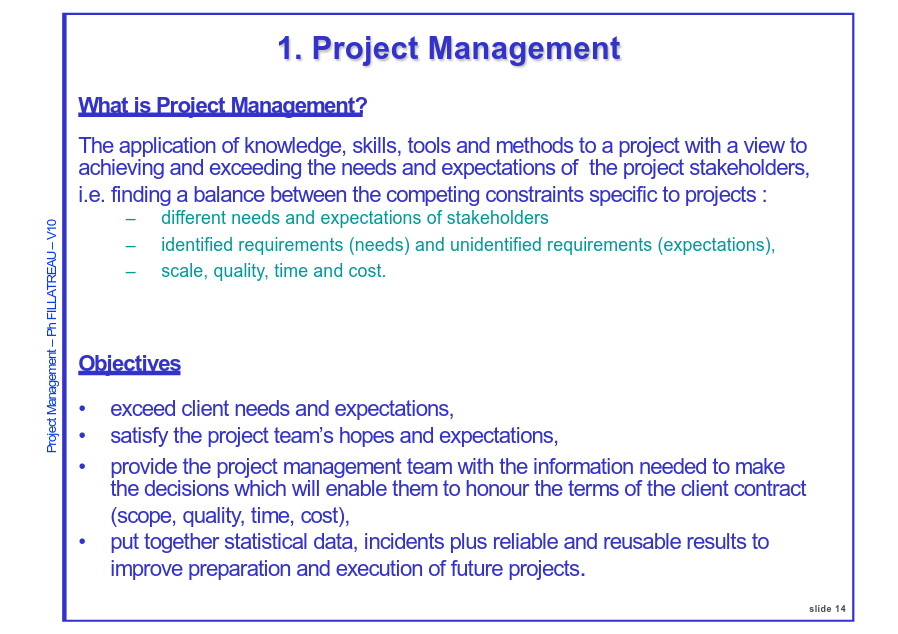 1. Project Management
What is Project Management?
The application of knowledge, skills, tools and methods to a project with a view to
achieving and exceeding the needs and expectations of  the project stakeholders,
i.e. finding a balance between the competing constraints specific to projects :
– different needs and expectations of stakeholders
– identified requirements (needs) and unidentified requirements (expectations),
– scale, quality, time and cost.
Objectives
• exceed client needs and expectations,
• satisfy the project team’s hopes and expectations,
• provide the project management team with the information needed to make
the decisions which will enable them to honour the terms of the client contract
(scope, quality, time, cost),
• put together statistical data, incidents plus reliable and reusable results to
improve preparation and execution of future projects.
Project Management – Ph FILLATREAU – V10
slide 14